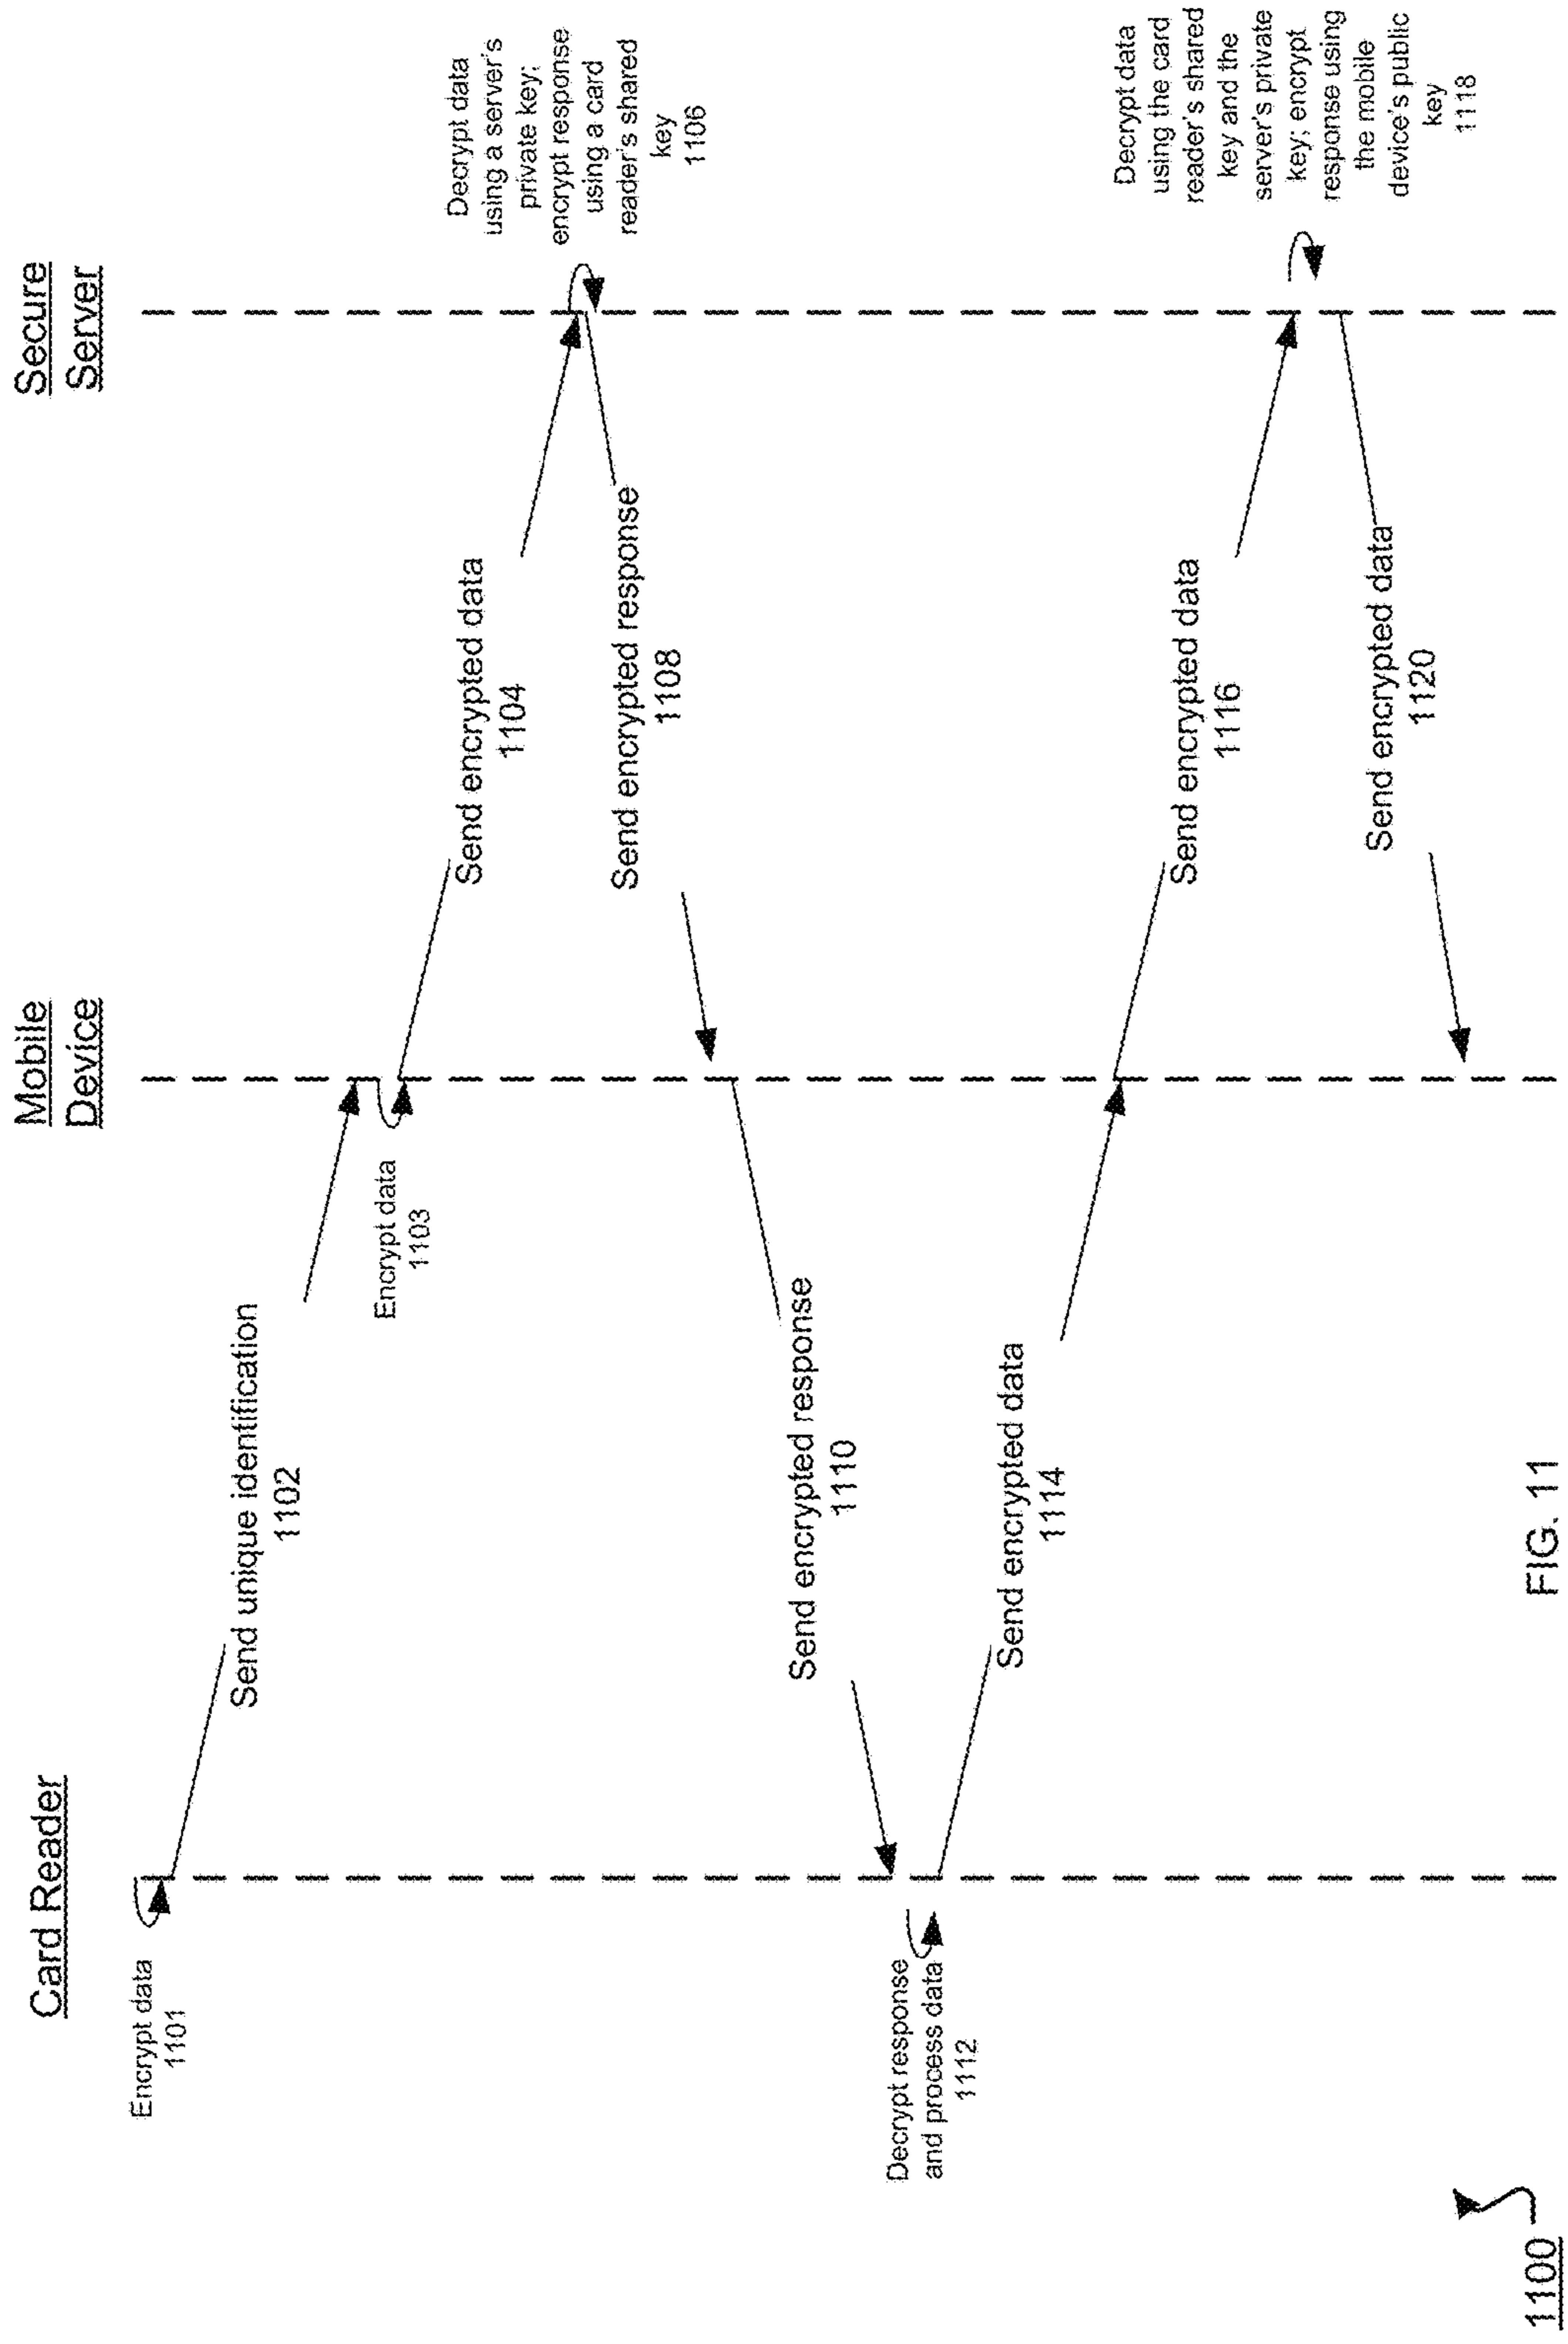 Card Reader
Mobile
Device
Secure
Server
Encrypt data
1101
Send unique identification
1102
Encrypt data
1103
Send encrypted data
1104
Decrypt data
using a server's
private key;
encrypt response
using a card
reader's shared
key
1106
Send encrypted response
1108
Send encrypted response
1110
Decrypt response
and process data
1112
Send encrypted data
1114
Send encrypted data
1116
Decrypt data
using the card
reader's shared
key and the
server's private
key; encrypt
response using
the mobile
device's public
key
1118
Send encrypted data
1120
1100
FIG. 11